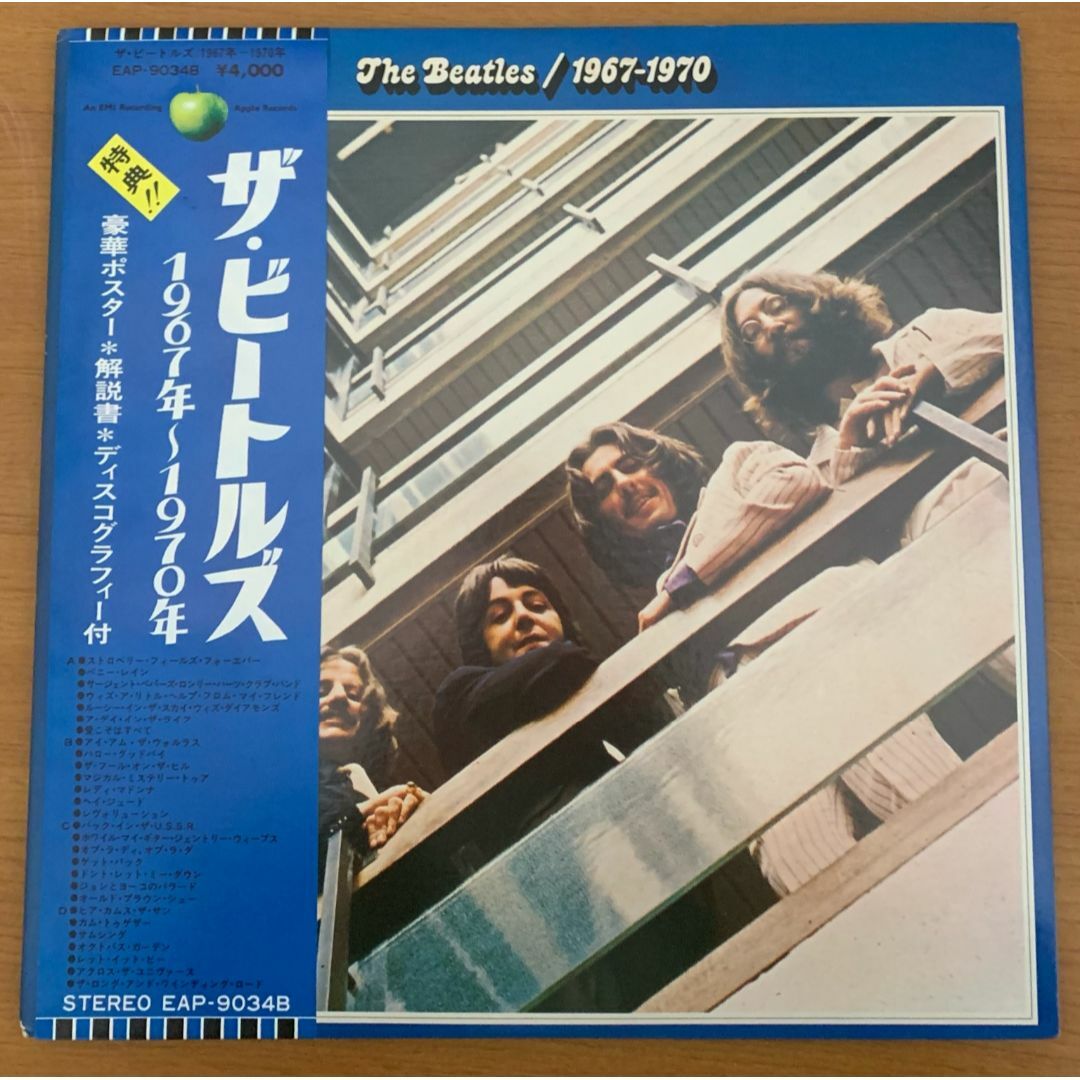 ザ・ビートルズ 1967年－1970年
EAP-9034B ¥4,000
An EMI Recording
Apple Records
The Beatles / 1967-1970
特典!!
ザ・ビートルズ
1967年〜1970年
豪華ポスター＊解説書＊ディスコグラフィー付
A●ストロベリー・フィールズ・フォーエバー
●ペニー・レイン
●サージェント・ペパーズ・ロンリー・ハーツ・クラブ・バンド
●ウィズ・ア・リトル・ヘルプ・フロム・マイ・フレンド
●ルーシー・イン・ザ・スカイ・ウィズ・ダイアモンズ
●ア・デイ・イン・ザ・ライフ
●愛こそはすべて
B●アイ・アム・ザ・ウォルラス
●ハロー・グッドバイ
●ザ・フール・オン・ザ・ヒル
●マジカル・ミステリー・トゥア
●レディ・マドンナ
●ヘイ・ジュード
●レヴォリューション
C●バック・イン・ザ・U.S.S.R.
●ホワイル・マイ・ギター・ジェントリー・ウィープス
●オブ・ラ・ディ,オブ・ラ・ダ
●ゲット・バック
●ドント・レット・ミー・ダウン
●ジョンとヨーコのバラード
●オールド・ブラウン・シュー
D●ヒア・カムス・ザ・サン
●カム・トゥゲザー
●サムシング
●オクトパス・ガーデン
●レット・イット・ビー
●アクロス・ザ・ユニヴァース
●ザ・ロング・アンド・ワインディング・ロード
STEREO EAP-9034B